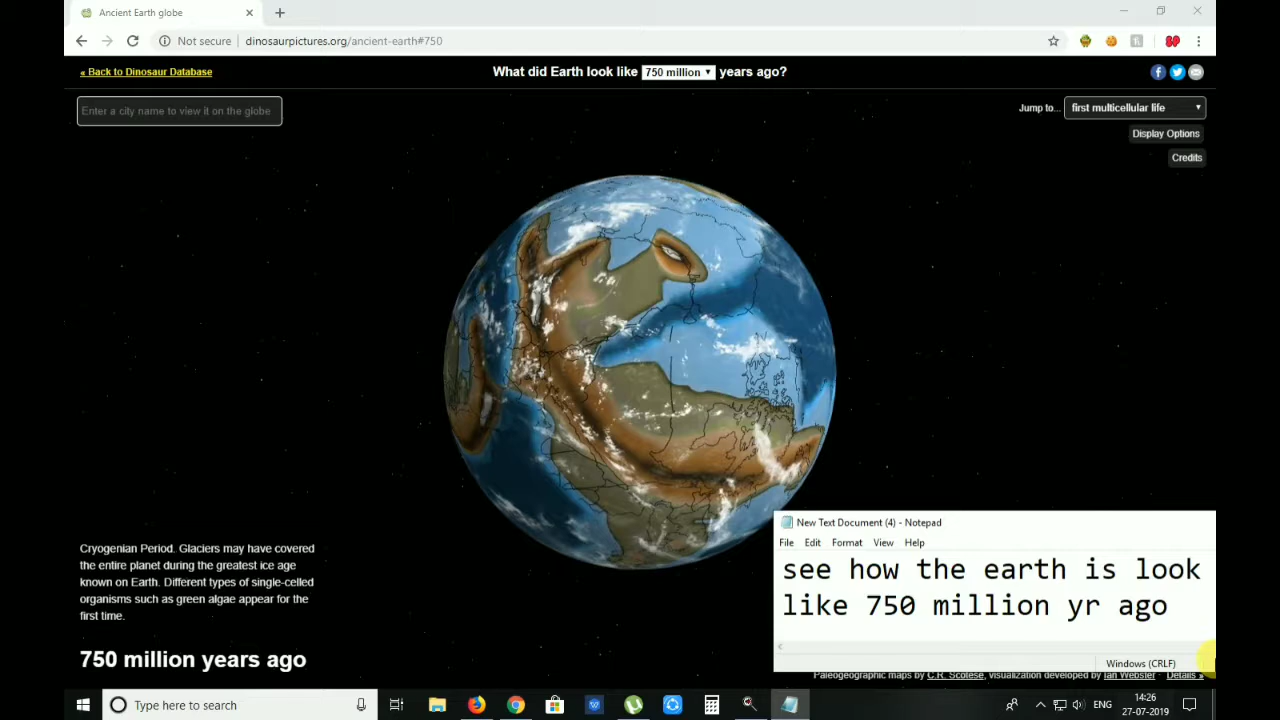 Ancient Earth globe
Not secure | dinosaurpictures.org/ancient-earth#750
« Back to Dinosaur Database
What did Earth look like 750 million years ago?
Enter a city name to view it on the globe
Jump to... first multicellular life
Display Options
Credits
Cryogenian Period. Glaciers may have covered
the entire planet during the greatest ice age
known on Earth. Different types of single-celled
organisms such as green algae appear for the
first time.
750 million years ago
New Text Document (4) - Notepad
File Edit Format View Help
see how the earth is look
like 750 million yr ago
Windows (CRLF)
Paleogeographic maps by C.R. Scotese, visualization developed by Ian Webster Details »
Type here to search
ENG
14:26
27-07-2019